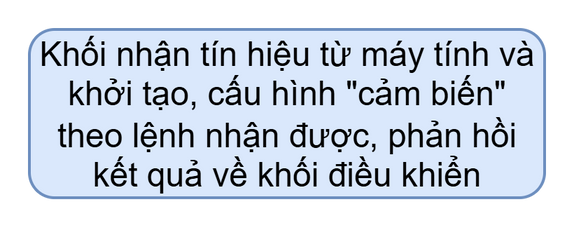 Khối nhận tín hiệu từ máy tính và
khởi tạo, cấu hình "cảm biến"
theo lệnh nhận được, phản hồi
kết quả về khối điều khiển